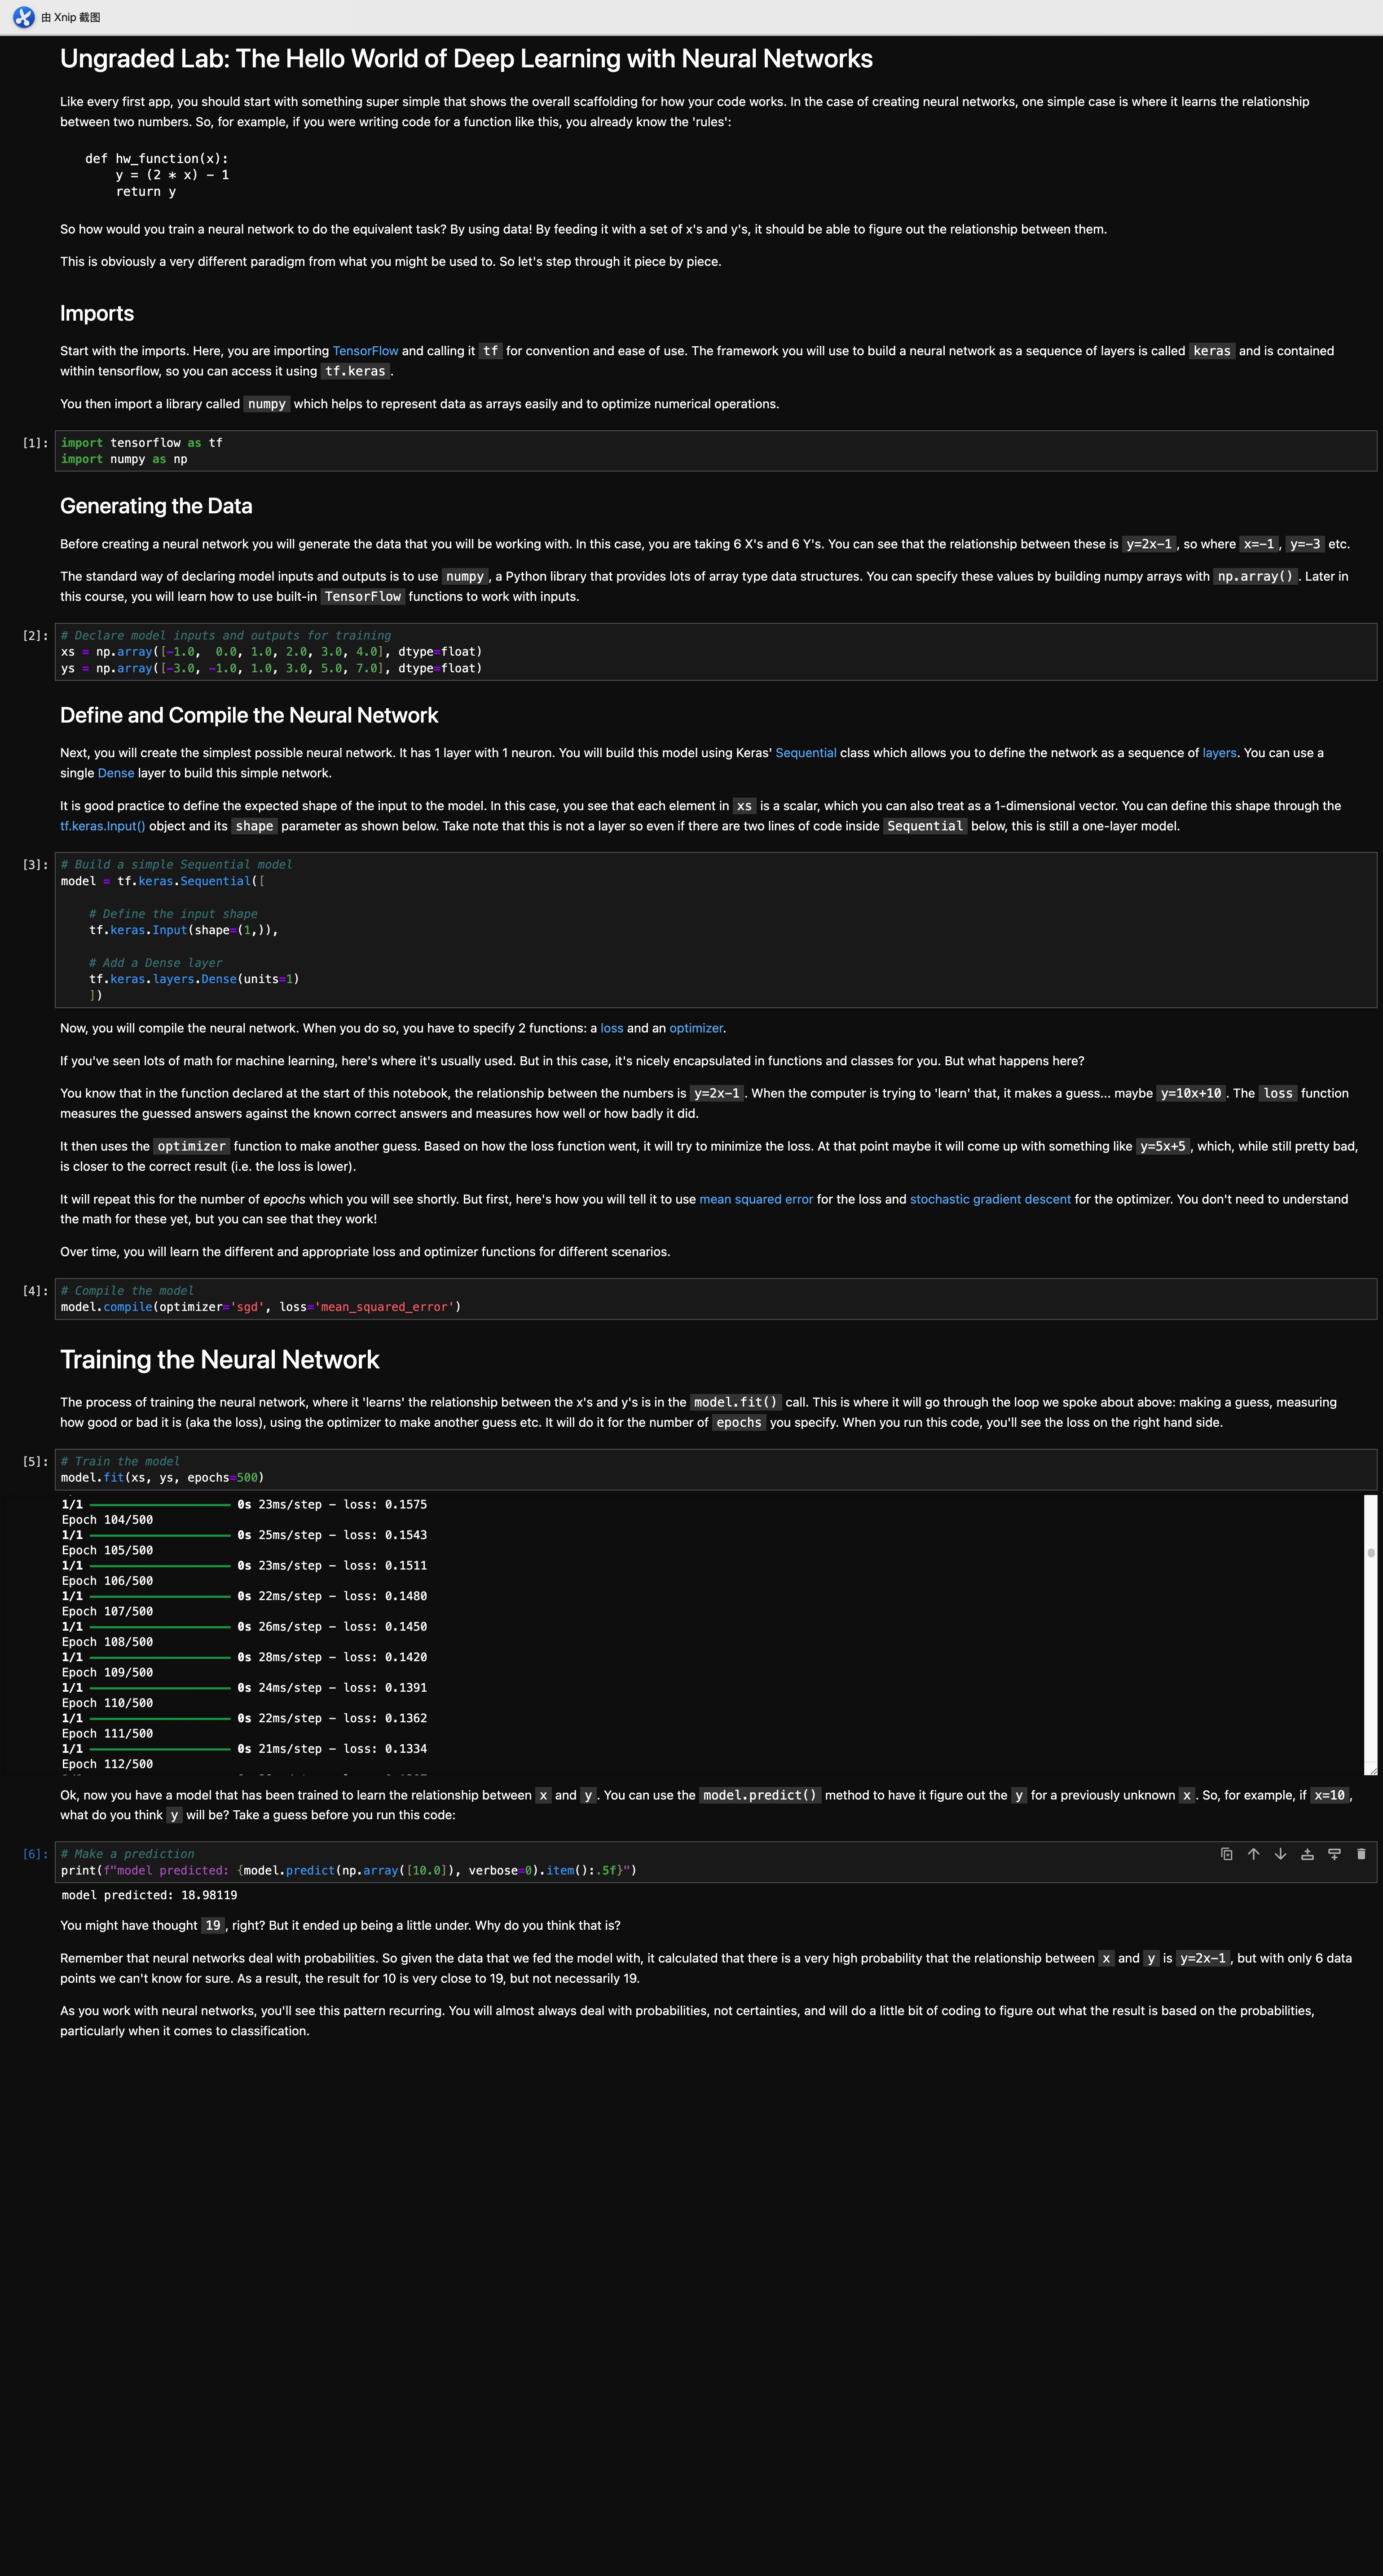 由 Xnip 截图
Ungraded Lab: The Hello World of Deep Learning with Neural Networks
Like every first app, you should start with something super simple that shows the overall scaffolding for how your code works. In the case of creating neural networks, one simple case is where it learns the relationship
between two numbers. So, for example, if you were writing code for a function like this, you already know the 'rules':
def hw_function(x):
    y = (2 * x) - 1
    return y
So how would you train a neural network to do the equivalent task? By using data! By feeding it with a set of x's and y's, it should be able to figure out the relationship between them.
This is obviously a very different paradigm from what you might be used to. So let's step through it piece by piece.
Imports
Start with the imports. Here, you are importing TensorFlow and calling it tf for convention and ease of use. The framework you will use to build a neural network as a sequence of layers is called keras and is contained
within tensorflow, so you can access it using tf.keras.
You then import a library called numpy which helps to represent data as arrays easily and to optimize numerical operations.
[1]: import tensorflow as tf
import numpy as np
Generating the Data
Before creating a neural network you will generate the data that you will be working with. In this case, you are taking 6 X's and 6 Y's. You can see that the relationship between these is y=2x-1, so where x=-1, y=-3 etc.
The standard way of declaring model inputs and outputs is to use numpy, a Python library that provides lots of array type data structures. You can specify these values by building numpy arrays with np.array(). Later in
this course, you will learn how to use built-in TensorFlow functions to work with inputs.
[2]: # Declare model inputs and outputs for training
xs = np.array([-1.0,  0.0, 1.0, 2.0, 3.0, 4.0], dtype=float)
ys = np.array([-3.0, -1.0, 1.0, 3.0, 5.0, 7.0], dtype=float)
Define and Compile the Neural Network
Next, you will create the simplest possible neural network. It has 1 layer with 1 neuron. You will build this model using Keras' Sequential class which allows you to define the network as a sequence of layers. You can use a
single Dense layer to build this simple network.
It is good practice to define the expected shape of the input to the model. In this case, you see that each element in xs is a scalar, which you can also treat as a 1-dimensional vector. You can define this shape through the
tf.keras.Input() object and its shape parameter as shown below. Take note that this is not a layer so even if there are two lines of code inside Sequential below, this is still a one-layer model.
[3]: # Build a simple Sequential model
model = tf.keras.Sequential([
    # Define the input shape
    tf.keras.Input(shape=(1,)),
    # Add a Dense layer
    tf.keras.layers.Dense(units=1)
    ])
Now, you will compile the neural network. When you do so, you have to specify 2 functions: a loss and an optimizer.
If you've seen lots of math for machine learning, here's where it's usually used. But in this case, it's nicely encapsulated in functions and classes for you. But what happens here?
You know that in the function declared at the start of this notebook, the relationship between the numbers is y=2x-1. When the computer is trying to 'learn' that, it makes a guess... maybe y=10x+10. The loss function
measures the guessed answers against the known correct answers and measures how well or how badly it did.
It then uses the optimizer function to make another guess. Based on how the loss function went, it will try to minimize the loss. At that point maybe it will come up with something like y=5x+5, which, while still pretty bad,
is closer to the correct result (i.e. the loss is lower).
It will repeat this for the number of epochs which you will see shortly. But first, here's how you will tell it to use mean squared error for the loss and stochastic gradient descent for the optimizer. You don't need to understand
the math for these yet, but you can see that they work!
Over time, you will learn the different and appropriate loss and optimizer functions for different scenarios.
[4]: # Compile the model
model.compile(optimizer='sgd', loss='mean_squared_error')
Training the Neural Network
The process of training the neural network, where it 'learns' the relationship between the x's and y's is in the model.fit() call. This is where it will go through the loop we spoke about above: making a guess, measuring
how good or bad it is (aka the loss), using the optimizer to make another guess etc. It will do it for the number of epochs you specify. When you run this code, you'll see the loss on the right hand side.
[5]: # Train the model
model.fit(xs, ys, epochs=500)
1/1 0s 23ms/step - loss: 0.1575
Epoch 104/500
1/1 0s 25ms/step - loss: 0.1543
Epoch 105/500
1/1 0s 23ms/step - loss: 0.1511
Epoch 106/500
1/1 0s 22ms/step - loss: 0.1480
Epoch 107/500
1/1 0s 26ms/step - loss: 0.1450
Epoch 108/500
1/1 0s 28ms/step - loss: 0.1420
Epoch 109/500
1/1 0s 24ms/step - loss: 0.1391
Epoch 110/500
1/1 0s 22ms/step - loss: 0.1362
Epoch 111/500
1/1 0s 21ms/step - loss: 0.1334
Epoch 112/500
Ok, now you have a model that has been trained to learn the relationship between x and y. You can use the model.predict() method to have it figure out the y for a previously unknown x. So, for example, if x=10,
what do you think y will be? Take a guess before you run this code:
[6]: # Make a prediction
print(f"model predicted: {model.predict(np.array([10.0]), verbose=0).item():.5f}")
model predicted: 18.98119
You might have thought 19, right? But it ended up being a little under. Why do you think that is?
Remember that neural networks deal with probabilities. So given the data that we fed the model with, it calculated that there is a very high probability that the relationship between x and y is y=2x-1, but with only 6 data
points we can't know for sure. As a result, the result for 10 is very close to 19, but not necessarily 19.
As you work with neural networks, you'll see this pattern recurring. You will almost always deal with probabilities, not certainties, and will do a little bit of coding to figure out what the result is based on the probabilities,
particularly when it comes to classification.